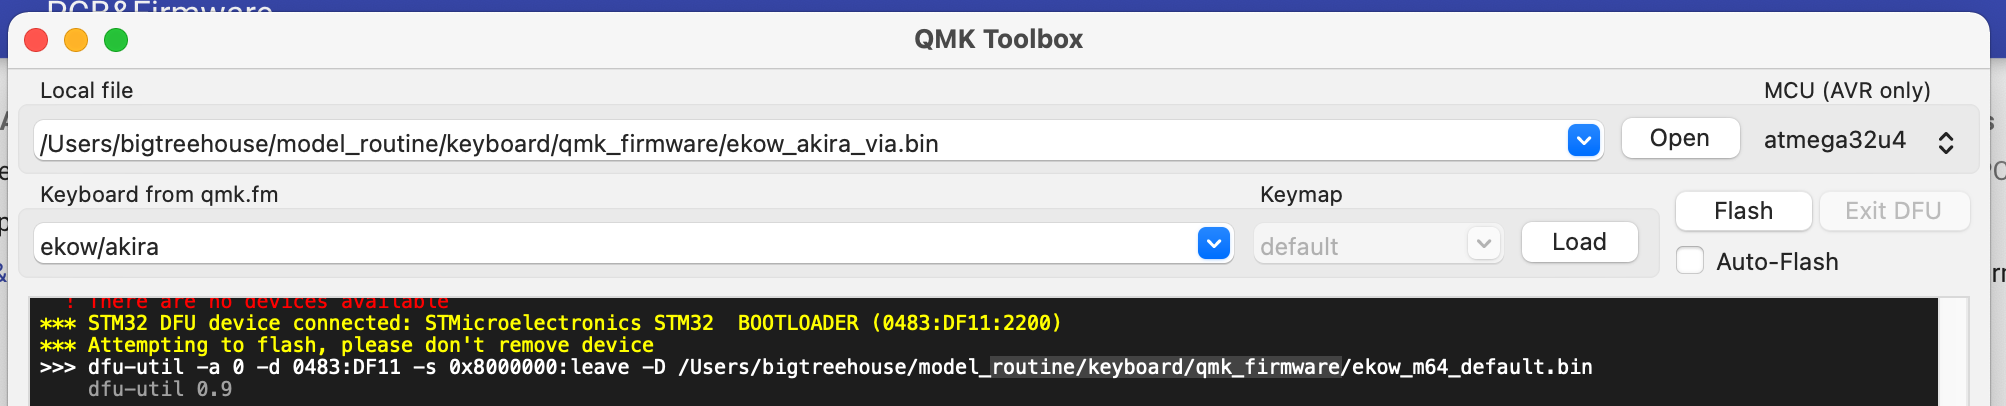 PCB&Firmware
QMK Toolbox
Local file
MCU (AVR only)
/Users/bigtreehouse/model_routine/keyboard/qmk_firmware/ekow_akira_via.bin
Open
atmega32u4
Keyboard from qmk.fm
Keymap
ekow/akira
default
Load
Flash
Exit DFU
Auto-Flash
! There are no devices available
*** STM32 DFU device connected: STMicroelectronics STM32  BOOTLOADER (0483:DF11:2200)
*** Attempting to flash, please don't remove device
>>> dfu-util -a 0 -d 0483:DF11 -s 0x8000000:leave -D /Users/bigtreehouse/model_routine/keyboard/qmk_firmware/ekow_m64_default.bin
dfu-util 0.9